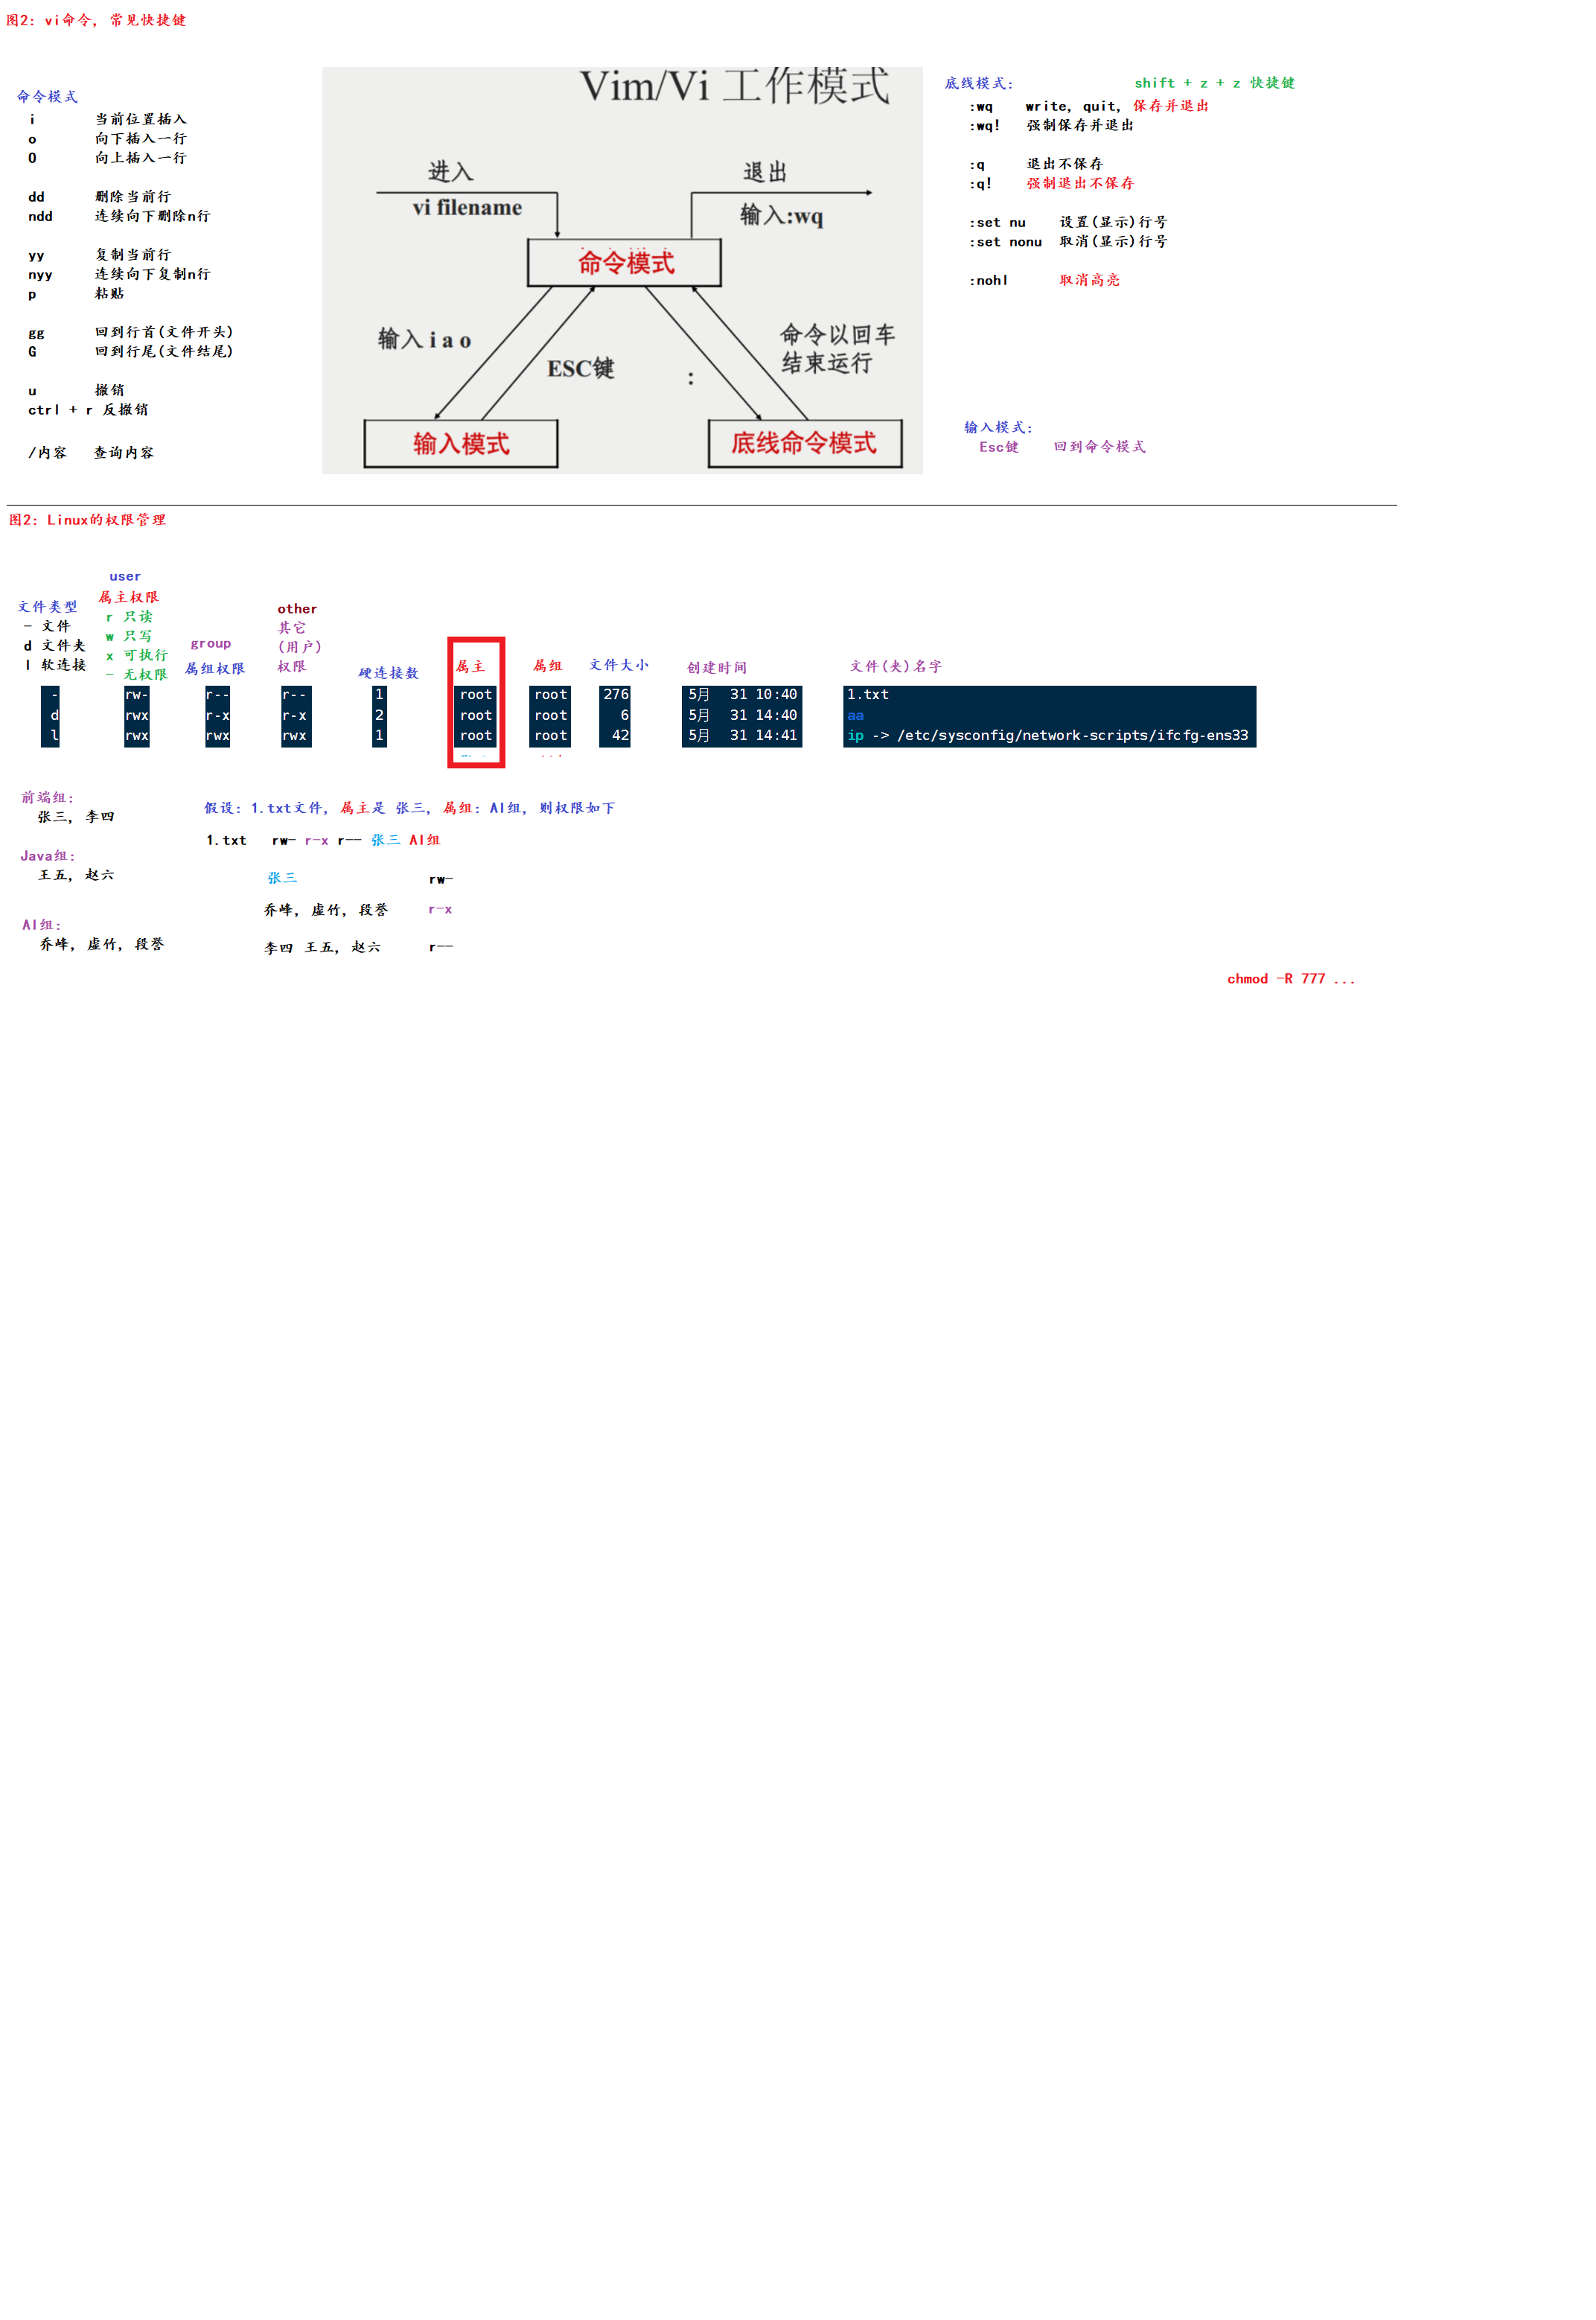 图2: vi命令, 常见快捷键
命令模式
i 当前位置插入
o 向下插入一行
O 向上插入一行
dd 删除当前行
ndd 连续向下删除n行
yy 复制当前行
nyy 连续向下复制n行
p 粘贴
gg 回到行首(文件开头)
G 回到行尾(文件结尾)
u 撤销
ctrl + r 反撤销
/内容 查询内容
Vim/Vi 工作模式
进入
vi filename
退出
输入:wq
命令模式
输入 i a o
ESC键
:
命令以回车
结束运行
输入模式
底线命令模式
底线模式: shift + z + z 快捷键
:wq write, quit, 保存并退出
:wq! 强制保存并退出
:q 退出不保存
:q! 强制退出不保存
:set nu 设置(显示)行号
:set nonu 取消(显示)行号
:nohl 取消高亮
输入模式:
Esc键 回到命令模式
图2: Linux的权限管理
文件类型
- 文件
d 文件夹
l 软连接
user
属主权限
r 只读
w 只写
x 可执行
- 无权限
group
属组权限
other
其它
(用户)
权限
硬连接数 属主 属组 文件大小 创建时间 文件(夹)名字
- rw- r-- r-- 1 root root 276 5月 31 10:40 1.txt
d rwx r-x r-x 2 root root 6 5月 31 14:40 aa
l rwx rwx rwx 1 root root 42 5月 31 14:41 ip -> /etc/sysconfig/network-scripts/ifcfg-ens33
前端组:
张三, 李四
Java组:
王五, 赵六
AI组:
乔峰, 虚竹, 段誉
假设: 1.txt文件, 属主是 张三, 属组: AI组, 则权限如下
1.txt rw- r-x r-- 张三 AI组
张三 rw-
乔峰, 虚竹, 段誉 r-x
李四 王五, 赵六 r--
chmod -R 777 ...